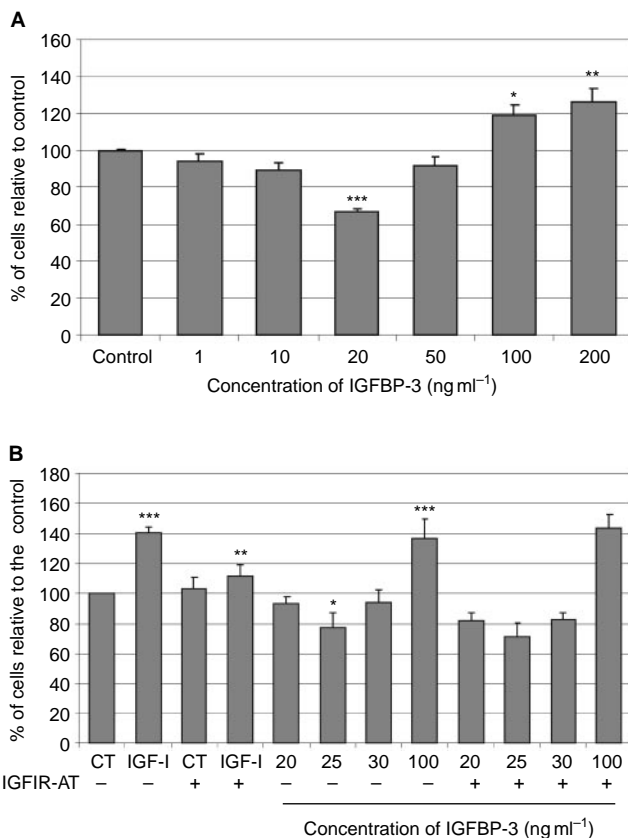 A
% of cells relative to control
160
140
120
100
80
60
40
20
0
***
*
**
Control 1 10 20 50 100 200
Concentration of IGFBP-3 (ng ml⁻¹)
B
% of cells relative to the control
180
160
140
120
100
80
60
40
20
0
***
**
*
***
CT IGF-I CT IGF-I 20 25 30 100 20 25 30 100
IGFIR-AT − − + + − − − − + + + +
Concentration of IGFBP-3 (ng ml⁻¹)